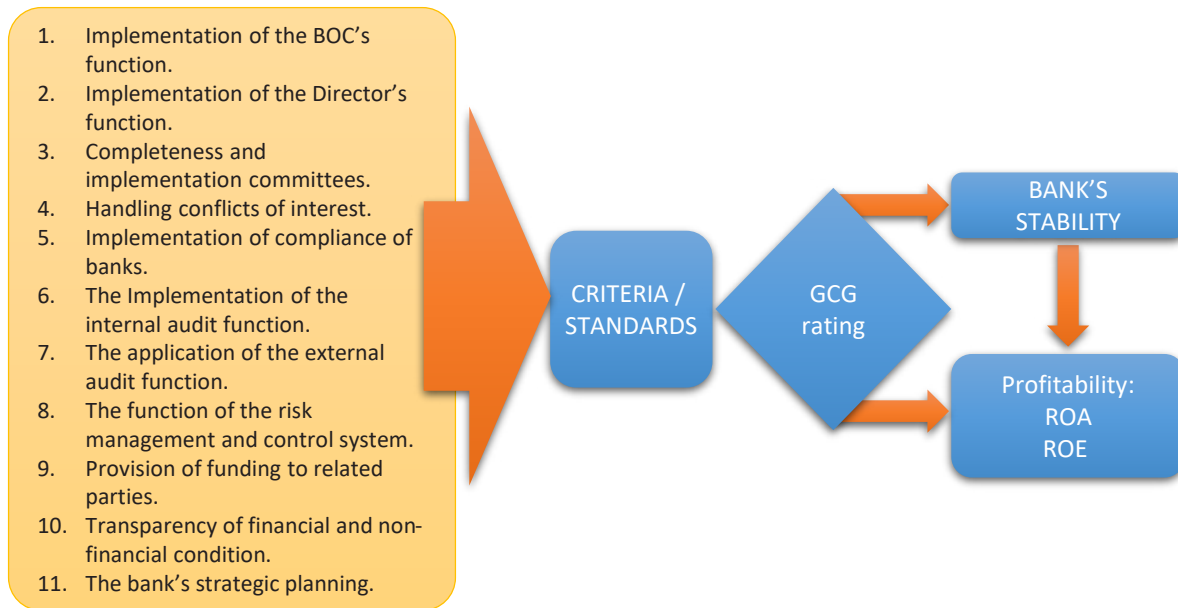 1. Implementation of the BOC’s
function.
2. Implementation of the Director’s
function.
3. Completeness and
implementation committees.
4. Handling conflicts of interest.
5. Implementation of compliance of
banks.
6. The Implementation of the
internal audit function.
7. The application of the external
audit function.
8. The function of the risk
management and control system.
9. Provision of funding to related
parties.
10. Transparency of financial and non-
financial condition.
11. The bank’s strategic planning.
CRITERIA /
STANDARDS
GCG
rating
BANK’S
STABILITY
Profitability:
ROA
ROE